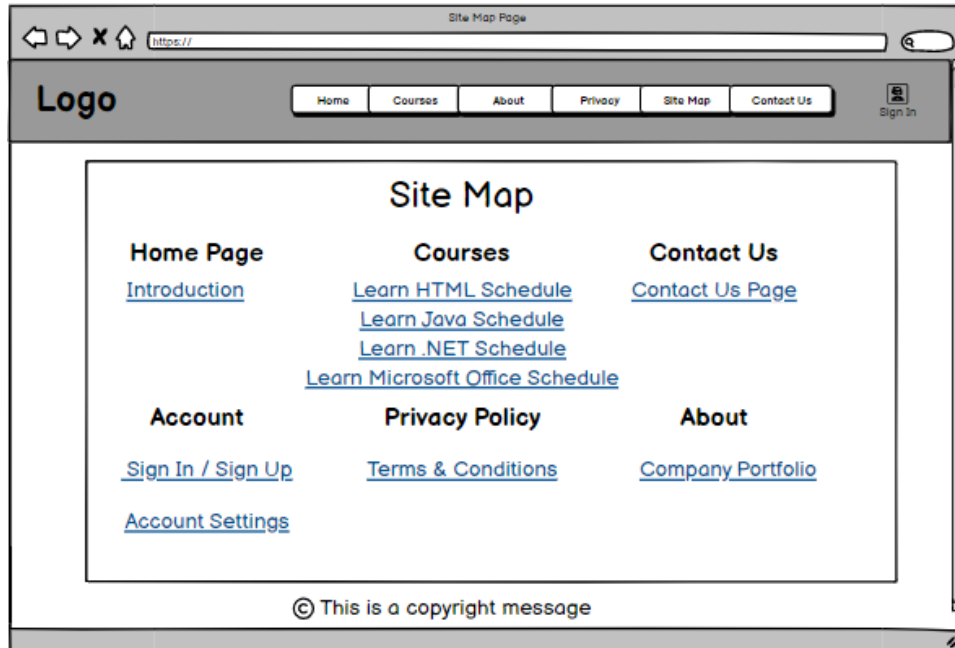 Site Map Page
https://
Logo
Home Courses About Privacy Site Map Contact Us
Sign In
Site Map
Home Page Courses Contact Us
Introduction Learn HTML Schedule Contact Us Page
Learn Java Schedule
Learn .NET Schedule
Learn Microsoft Office Schedule
Account Privacy Policy About
Sign In / Sign Up Terms & Conditions Company Portfolio
Account Settings
© This is a copyright message